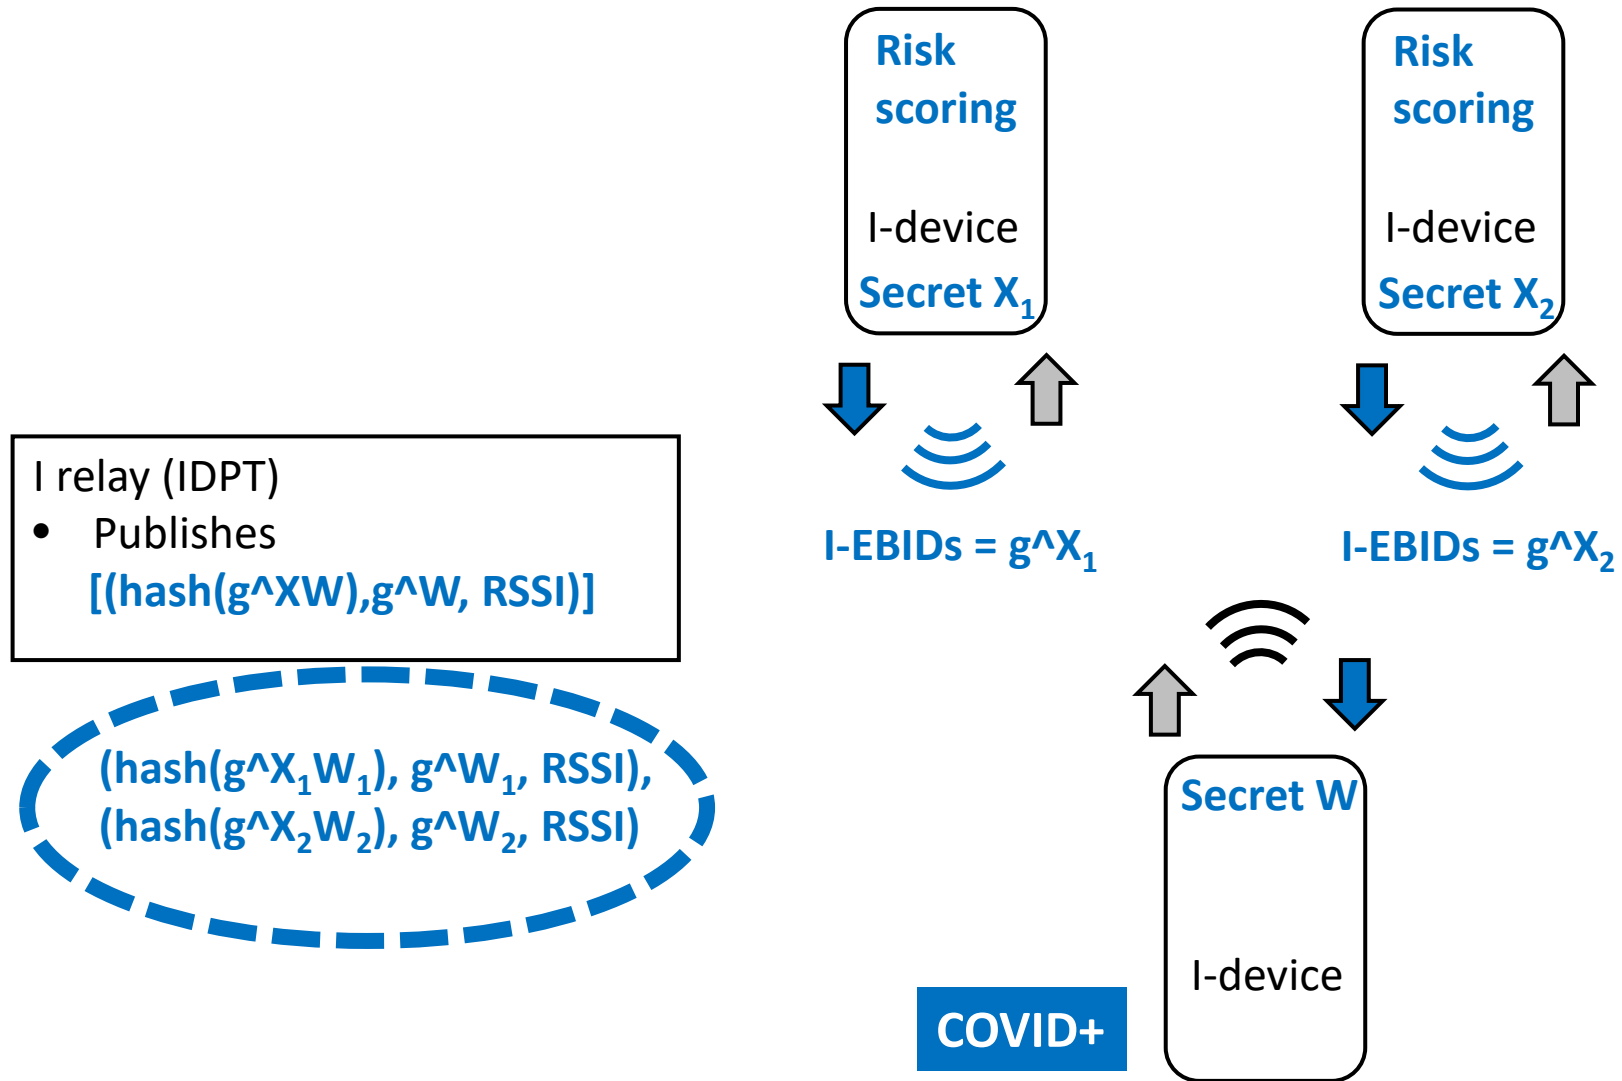 Risk
scoring
I-device
Secret X₁
Risk
scoring
I-device
Secret X₂
I relay (IDPT)
• Publishes
[(hash(g^XW),g^W, RSSI)]
I-EBIDs = g^X₁
I-EBIDs = g^X₂
(hash(g^X₁W₁), g^W₁, RSSI),
(hash(g^X₂W₂), g^W₂, RSSI)
Secret W
I-device
COVID+